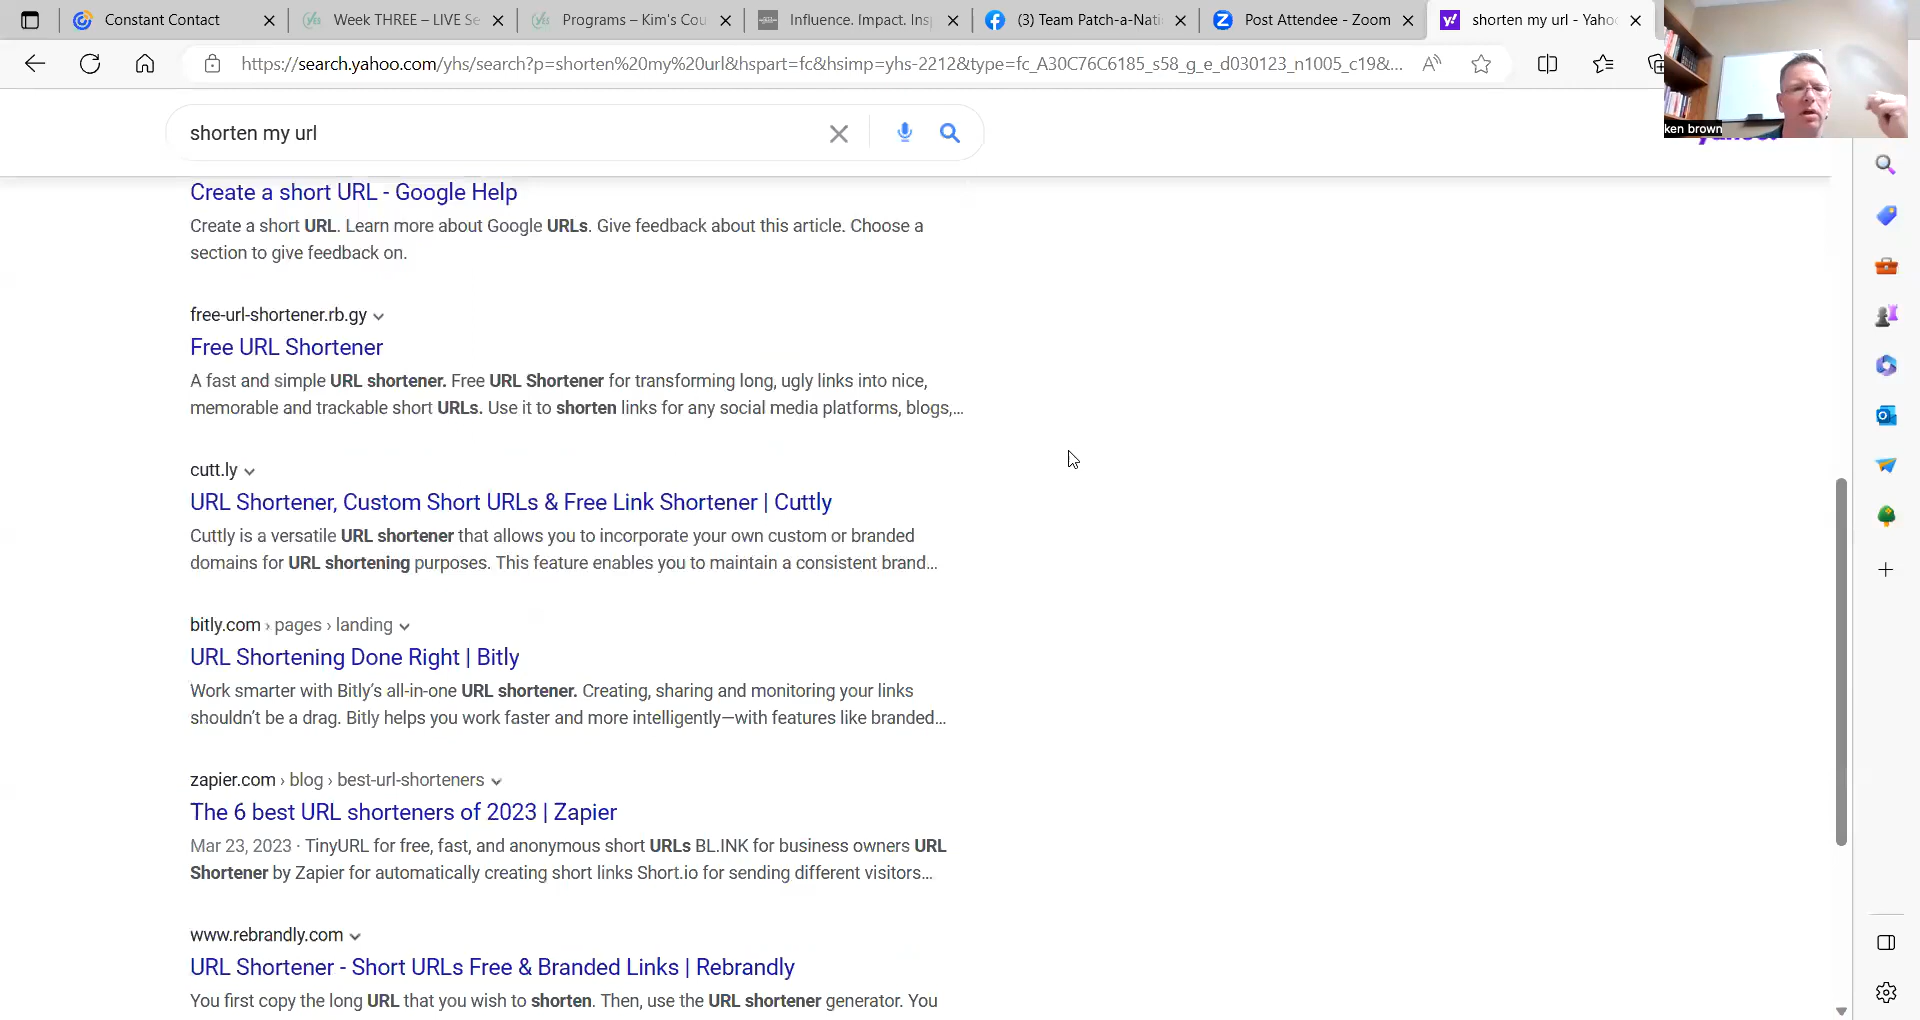 Constant Contact
Week THREE – LIVE Se
Programs – Kim's Cou
Influence. Impact. Ins
(3) Team Patch-a-Nati
Post Attendee - Zoom
shorten my url - Yahoo
https://search.yahoo.com/yhs/search?p=shorten%20my%20url&hspart=fc&hsimp=yhs-2212&type=fc_A30C76C6185_s58_g_e_d030123_n1005_c19&...
ken brown
shorten my url
Create a short URL - Google Help
Create a short URL. Learn more about Google URLs. Give feedback about this article. Choose a
section to give feedback on.
free-url-shortener.rb.gy
Free URL Shortener
A fast and simple URL shortener. Free URL Shortener for transforming long, ugly links into nice,
memorable and trackable short URLs. Use it to shorten links for any social media platforms, blogs,...
cutt.ly
URL Shortener, Custom Short URLs & Free Link Shortener | Cuttly
Cuttly is a versatile URL shortener that allows you to incorporate your own custom or branded
domains for URL shortening purposes. This feature enables you to maintain a consistent brand...
bitly.com › pages › landing
URL Shortening Done Right | Bitly
Work smarter with Bitly's all-in-one URL shortener. Creating, sharing and monitoring your links
shouldn't be a drag. Bitly helps you work faster and more intelligently—with features like branded...
zapier.com › blog › best-url-shorteners
The 6 best URL shorteners of 2023 | Zapier
Mar 23, 2023 · TinyURL for free, fast, and anonymous short URLs BL.INK for business owners URL
Shortener by Zapier for automatically creating short links Short.io for sending different visitors...
www.rebrandly.com
URL Shortener - Short URLs Free & Branded Links | Rebrandly
You first copy the long URL that you wish to shorten. Then, use the URL shortener generator. You